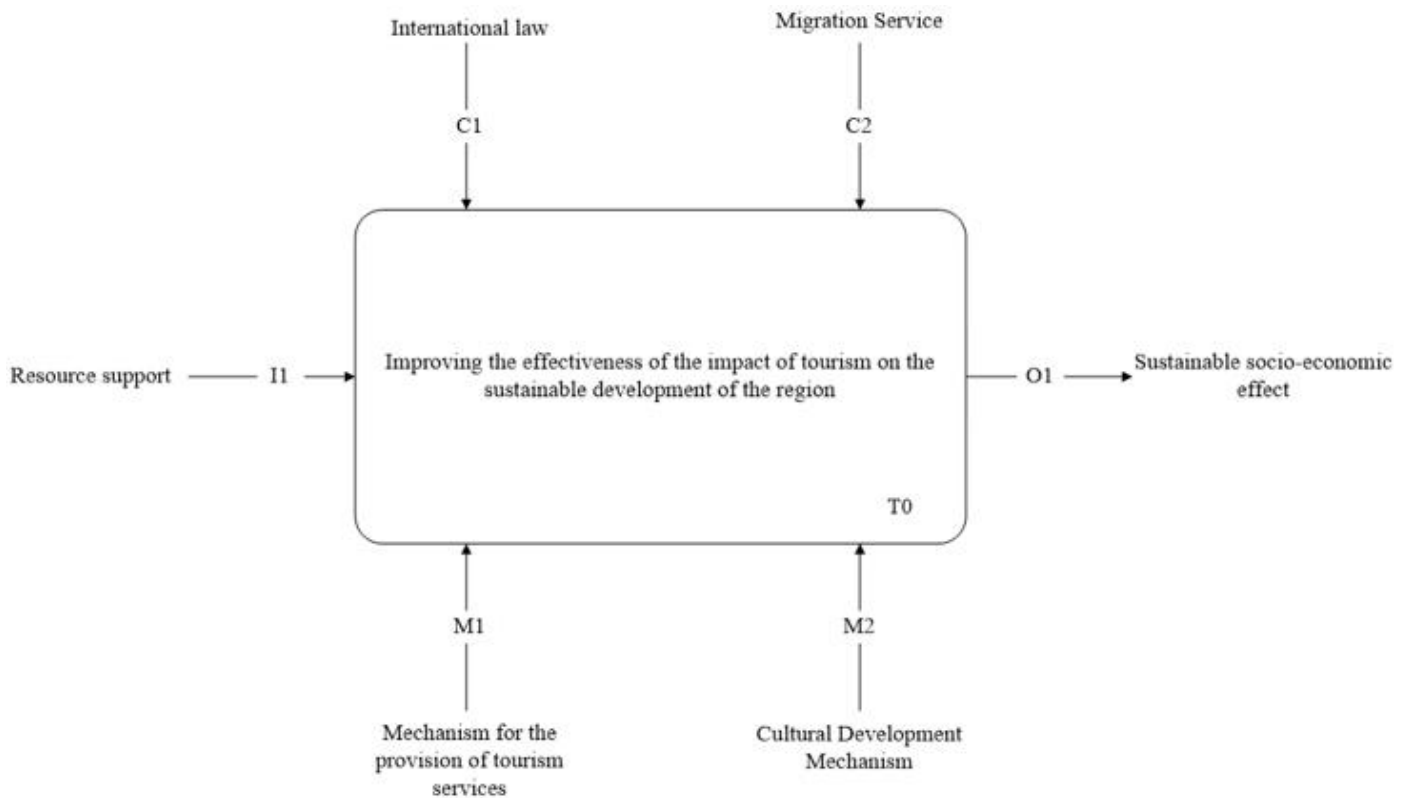 International law
Migration Service
C1
C2
Resource support
I1
Improving the effectiveness of the impact of tourism on the
sustainable development of the region
O1
Sustainable socio-economic
effect
T0
M1
M2
Mechanism for the
provision of tourism
services
Cultural Development
Mechanism